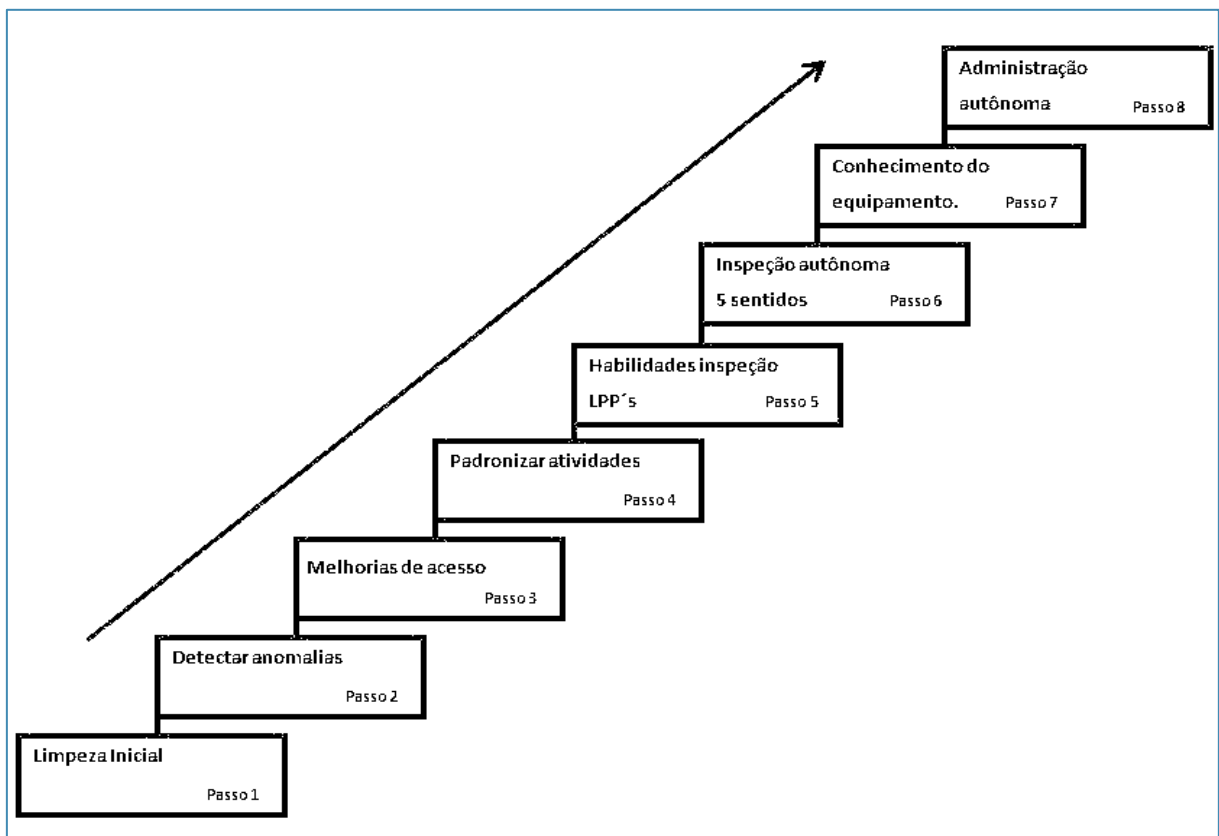 Administração
autônoma Passo 8
Conhecimento do
equipamento. Passo 7
Inspeção autônoma
5 sentidos Passo 6
Habilidades inspeção
LPP´s Passo 5
Padronizar atividades
Passo 4
Melhorias de acesso
Passo 3
Detectar anomalias
Passo 2
Limpeza Inicial
Passo 1